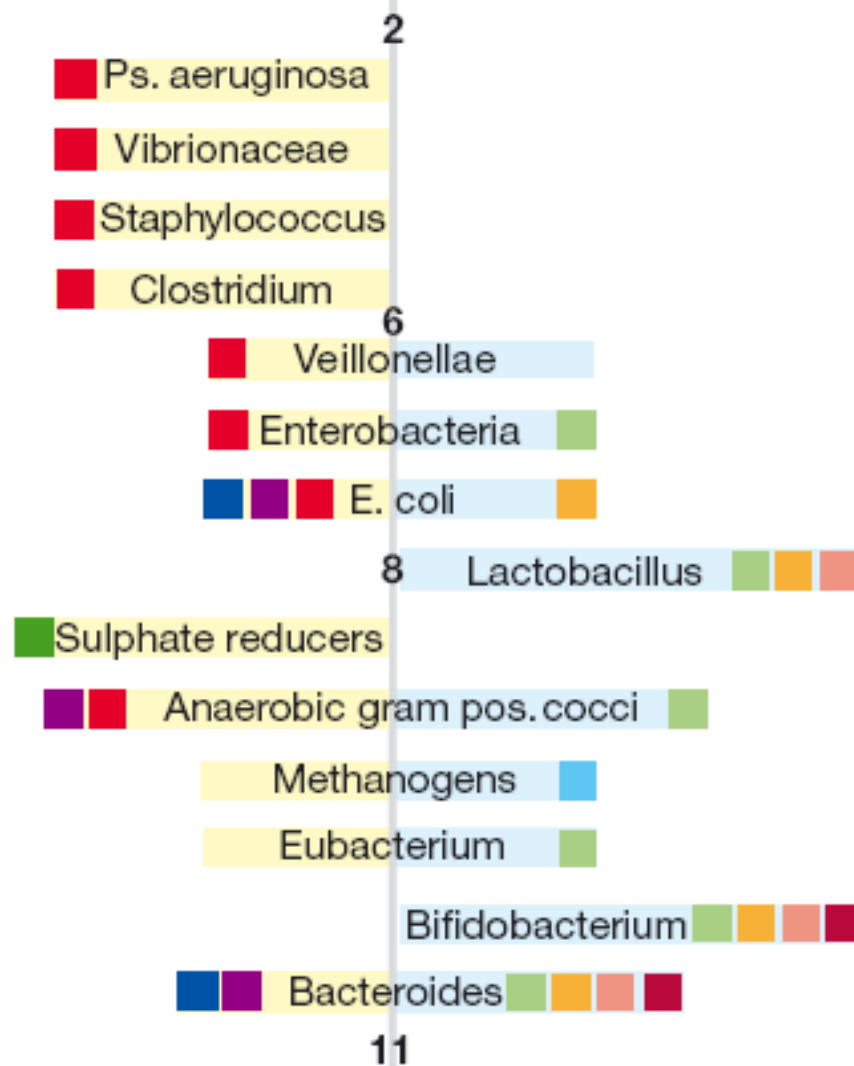 2
Ps. aeruginosa
Vibrionaceae
Staphylococcus
Clostridium
6
Veillonellae
Enterobacteria
E. coli
8
Lactobacillus
Sulphate reducers
Anaerobic gram pos. cocci
Methanogens
Eubacterium
Bifidobacterium
Bacteroides
11